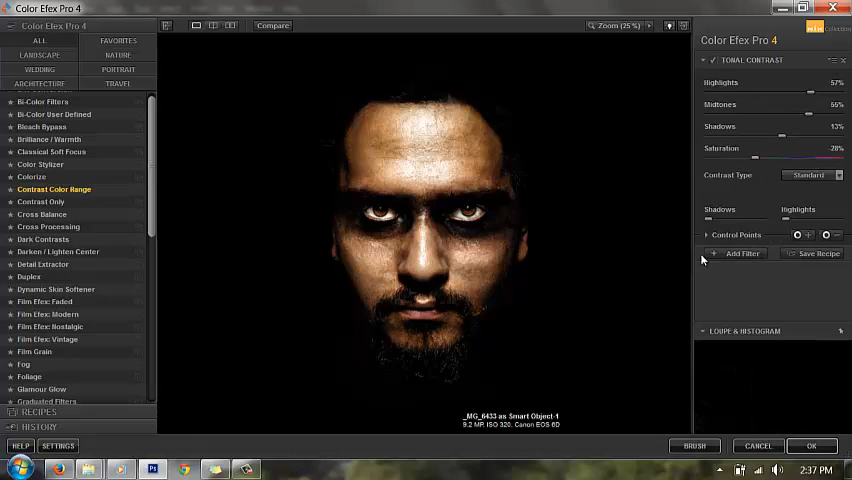 Color Efex Pro 4
Color Efex Pro 4
ALL FAVORITES
LANDSCAPE NATURE
WEDDING PORTRAIT
ARCHITECTURE TRAVEL
Bi-Color Filters
Bi-Color User Defined
Bleach Bypass
Brilliance / Warmth
Classical Soft Focus
Color Stylizer
Colorize
Contrast Color Range
Contrast Only
Cross Balance
Cross Processing
Dark Contrasts
Darken / Lighten Center
Detail Extractor
Duplex
Dynamic Skin Softener
Film Efex: Faded
Film Efex: Modern
Film Efex: Nostalgic
Film Efex: Vintage
Film Grain
Fog
Foliage
Glamour Glow
Graduated Filters
RECIPES
HISTORY
HELP SETTINGS
Compare
Zoom (25 %)
_MG_6433 as Smart Object-1
9.2 MP, ISO 320, Canon EOS 6D
Color Efex Pro 4
TONAL CONTRAST
Highlights 57%
Midtones 55%
Shadows 13%
Saturation -28%
Contrast Type Standard
Shadows Highlights
Control Points
Add Filter Save Recipe
LOUPE & HISTOGRAM
BRUSH CANCEL OK
2:37 PM